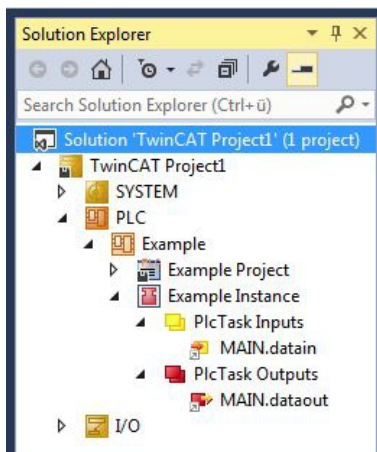 Solution Explorer
Search Solution Explorer (Ctrl+ü)
Solution 'TwinCAT Project1' (1 project)
TwinCAT Project1
SYSTEM
PLC
Example
Example Project
Example Instance
PlcTask Inputs
MAIN.datain
PlcTask Outputs
MAIN.dataout
I/O